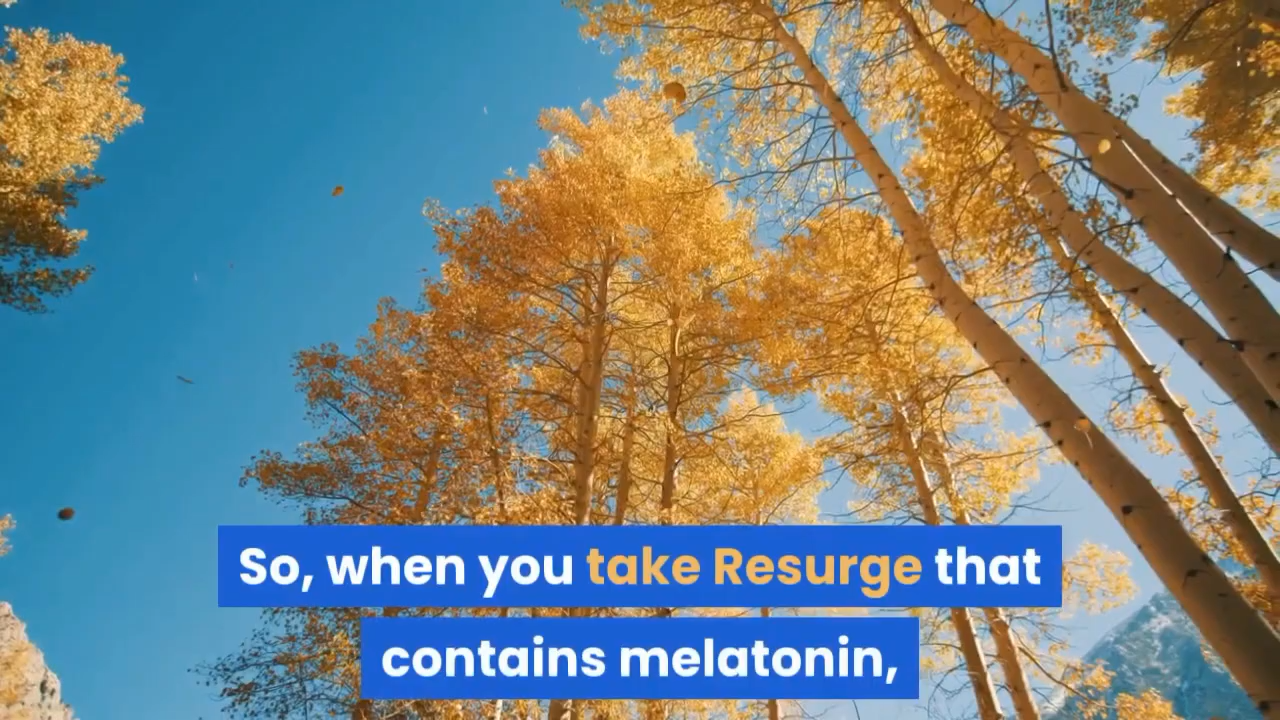 So, when you take Resurge that
contains melatonin,